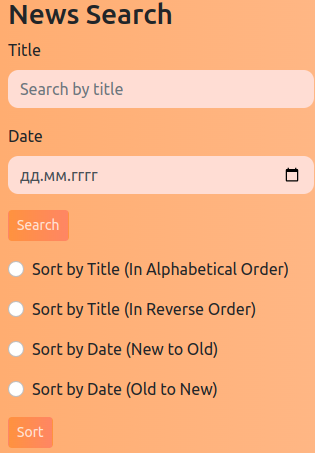 News Search
Title
Search by title
Date
дд.мм.гггг
Search
Sort by Title (In Alphabetical Order)
Sort by Title (In Reverse Order)
Sort by Date (New to Old)
Sort by Date (Old to New)
Sort